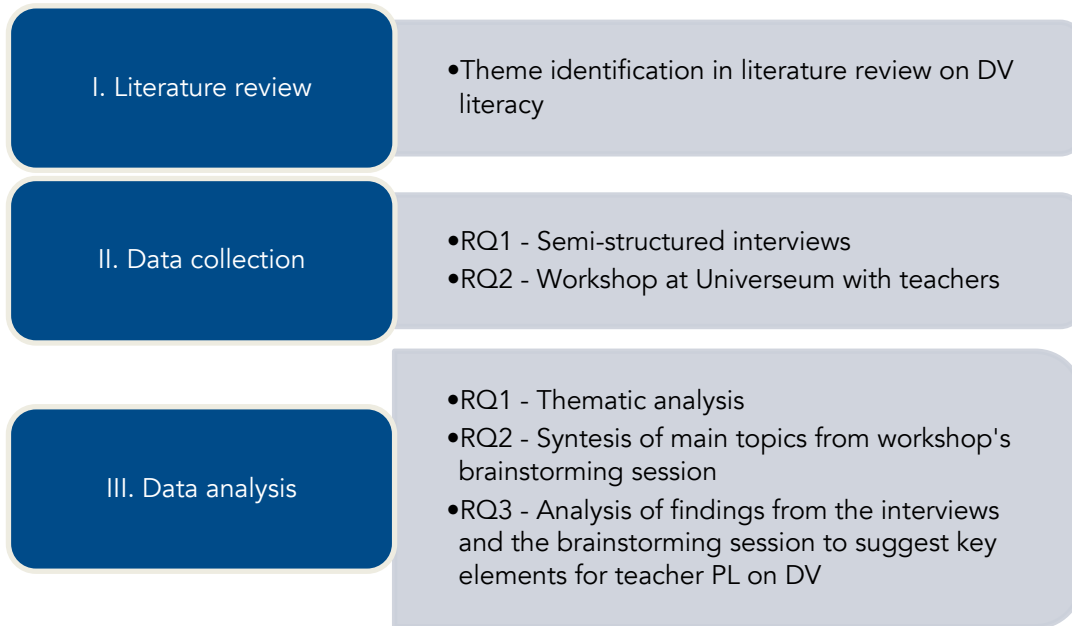 I. Literature review
•Theme identification in literature review on DV
literacy
II. Data collection
•RQ1 - Semi-structured interviews
•RQ2 - Workshop at Universeum with teachers
III. Data analysis
•RQ1 - Thematic analysis
•RQ2 - Syntesis of main topics from workshop's
brainstorming session
•RQ3 - Analysis of findings from the interviews
and the brainstorming session to suggest key
elements for teacher PL on DV